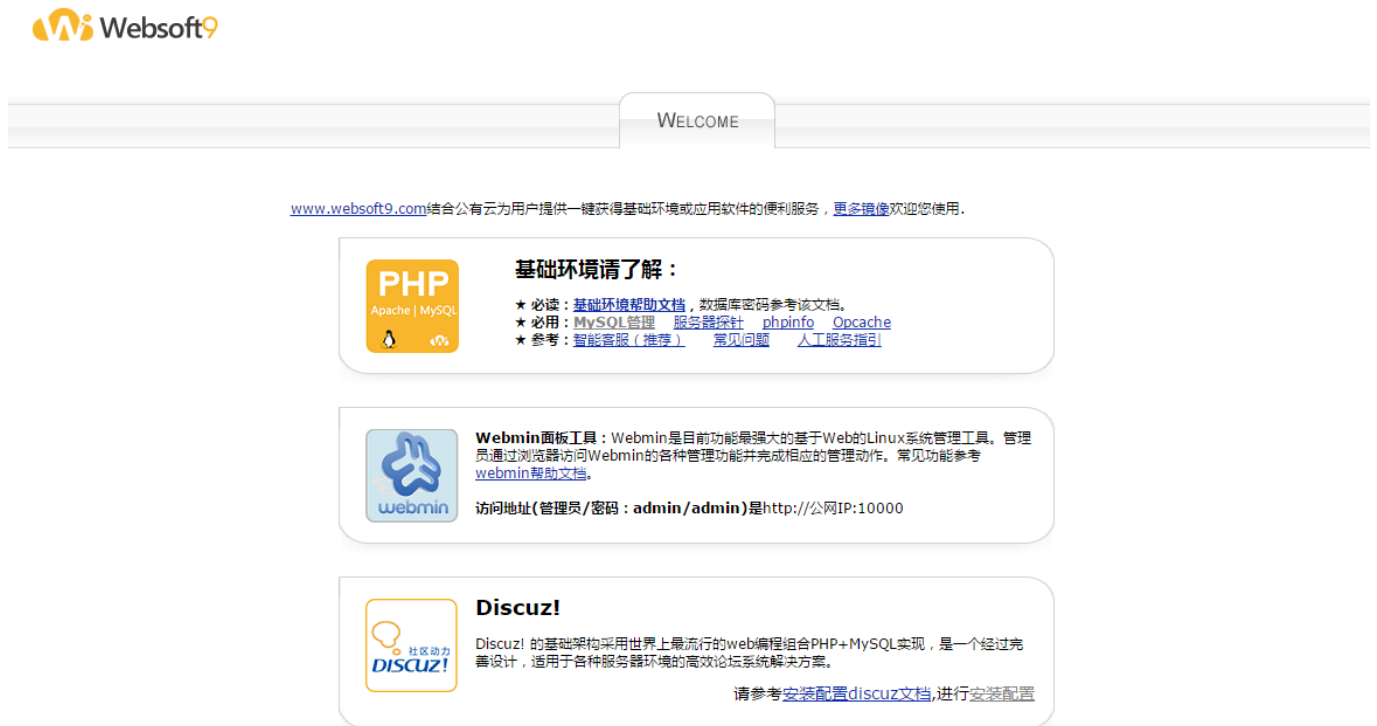 Websoft9
WELCOME
www.websoft9.com结合公有云为用户提供一键获得基础环境或应用软件的便利服务，更多镜像欢迎您使用.
PHP
Apache | MySQL
基础环境请了解：
★ 必读：基础环境帮助文档，数据库密码参考该文档。
★ 必用：MySQL管理 服务器探针 phpinfo Opcache
★ 参考：智能客服（推荐） 常见问题 人工服务指引
webmin
Webmin面板工具：Webmin是目前功能最强大的基于Web的Linux系统管理工具。管理
员通过浏览器访问Webmin的各种管理功能并完成相应的管理动作。常见功能参考
webmin帮助文档。
访问地址(管理员/密码：admin/admin)是http://公网IP:10000
社区动力
DISCUZ!
Discuz!
Discuz! 的基础架构采用世界上最流行的web编程组合PHP+MySQL实现，是一个经过完
善设计，适用于各种服务器环境的高效论坛系统解决方案。
请参考安装配置discuz文档,进行安装配置